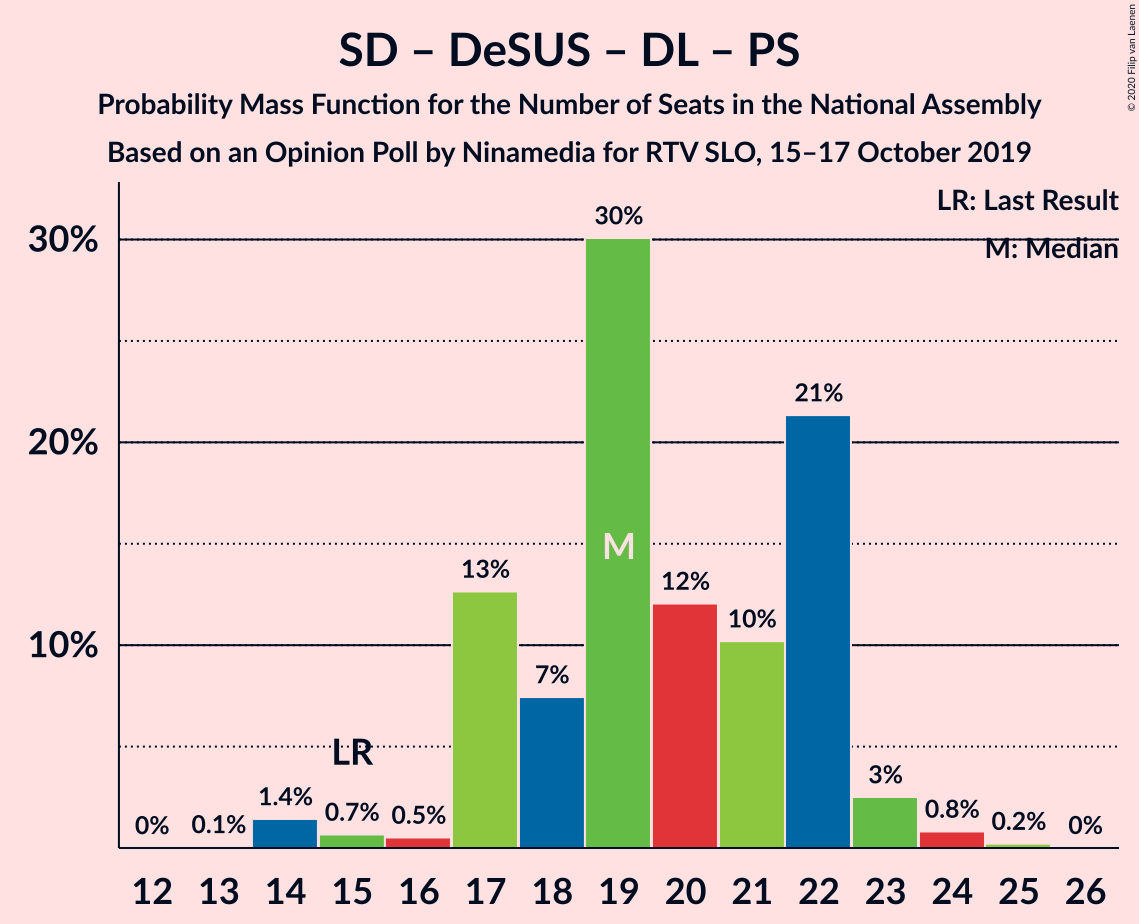 SD – DeSUS – DL – PS
Probability Mass Function for the Number of Seats in the National Assembly
Based on an Opinion Poll by Ninamedia for RTV SLO, 15–17 October 2019
© 2020 Filip van Laenen
LR: Last Result
M: Median
30%
20%
10%
0%
0.1%
1.4%
0.7%
0.5%
13%
7%
30%
12%
10%
21%
3%
0.8%
0.2%
0%
LR
M
12 13 14 15 16 17 18 19 20 21 22 23 24 25 26